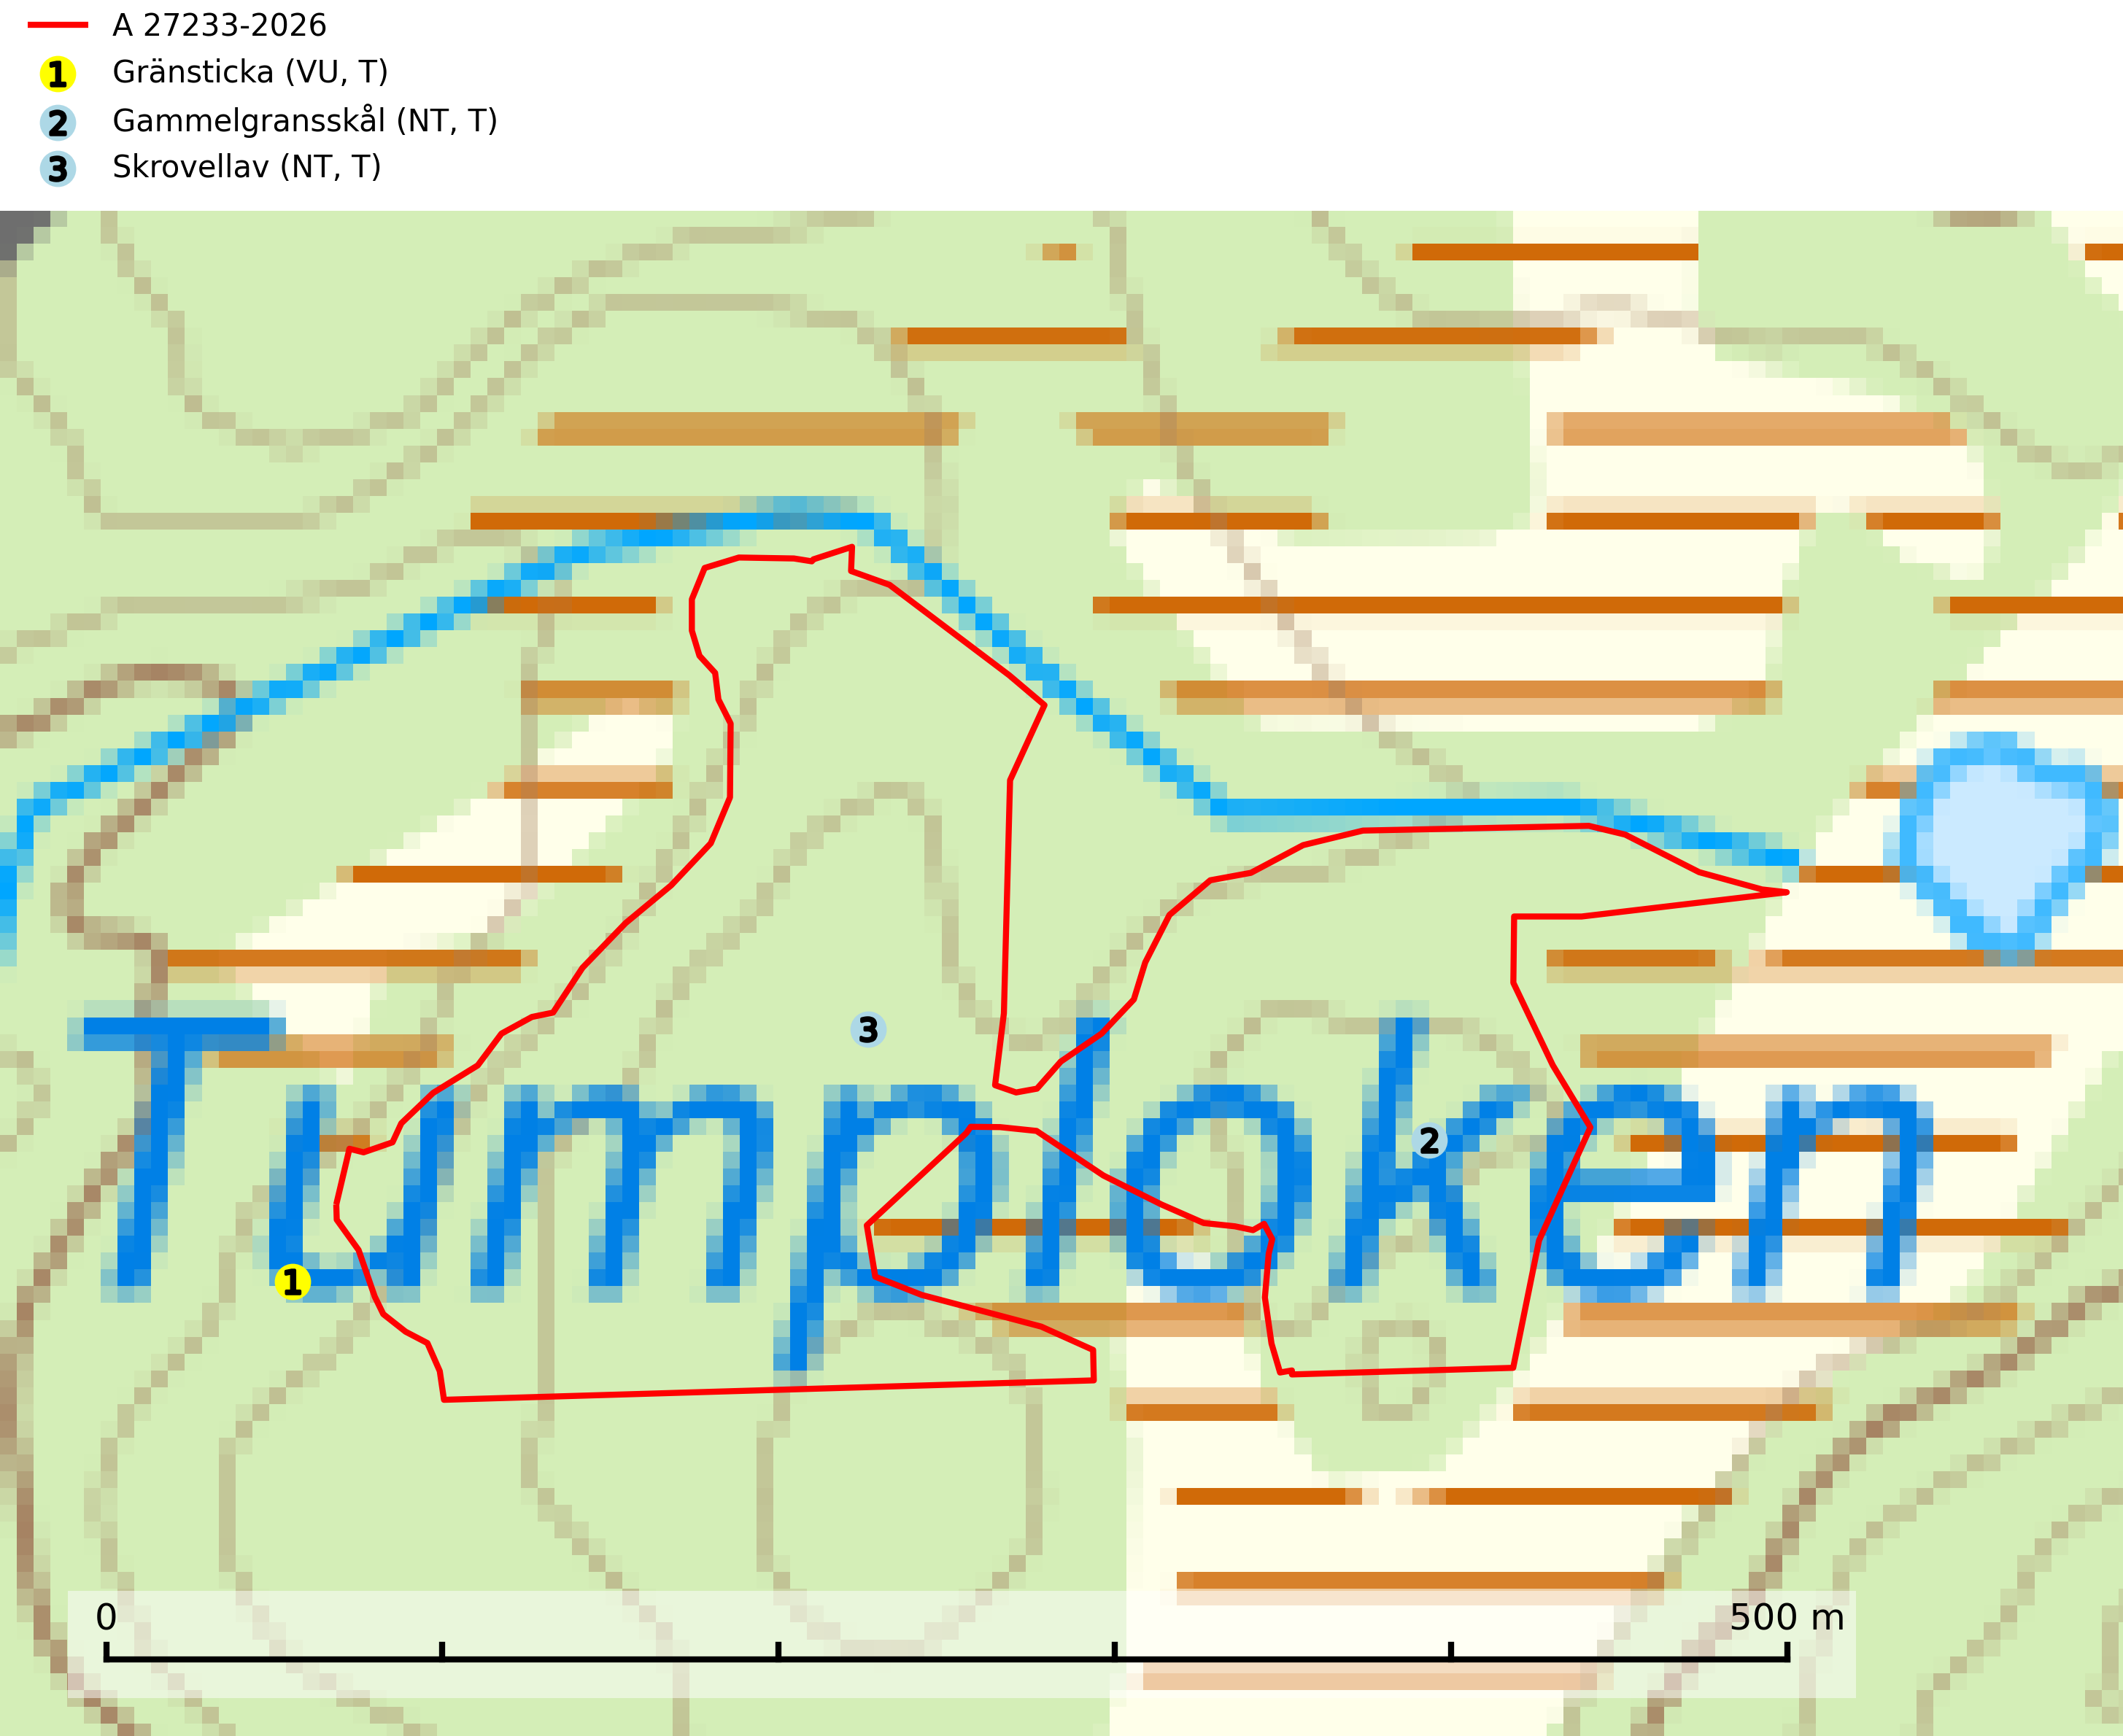 A 27233-2026
1 Gränsticka (VU, T)
2 Gammelgransskål (NT, T)
3 Skrovellav (NT, T)
3
2
Tumploken
1
0 500 m